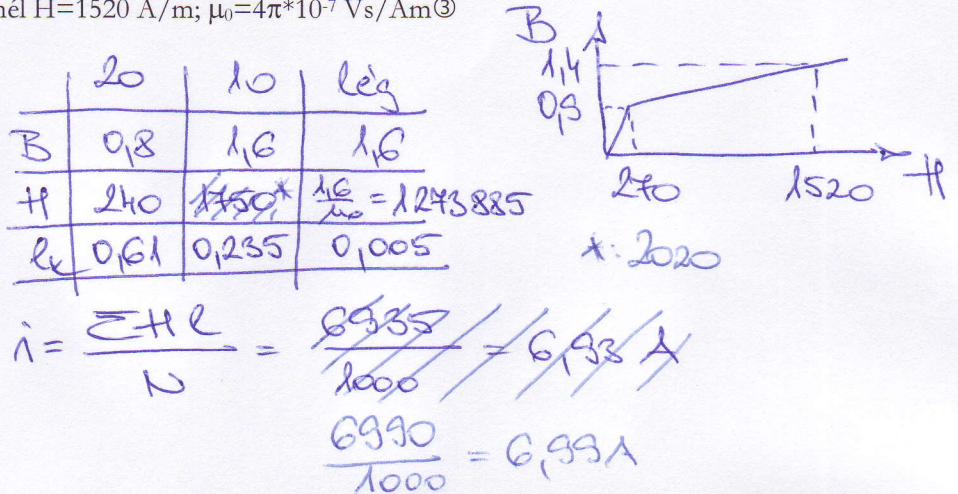 nél H=1520 A/m; μ₀=4π*10⁻⁷ Vs/Am③
20 10 lég
B 0,8 1,6 1,6
H 240 1750* 1,6/μ₀ = 1273885
lₖ 0,61 0,235 0,005
B
1,4
0,9
270 1520 H
*: 2020
i = ΣHl/N = 6935/1000 = 6,93 A
6990/1000 = 6,99A